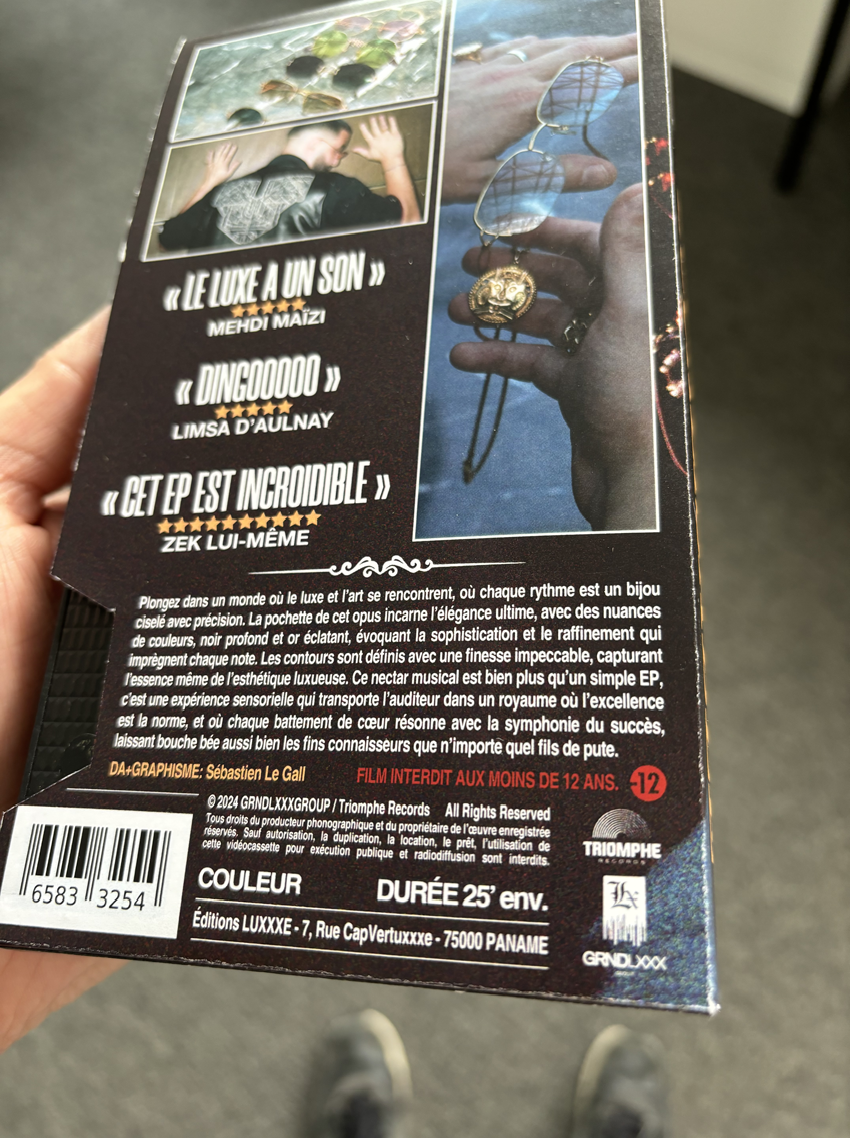 « LE LUXE A UN SON »
★★★★★
MEHDI MAÏZI
« DINGOOOOO »
★★★★★
LIMSA D'AULNAY
« CET EP EST INCROIDIBLE »
★★★★★★★★★★
ZEK LUI-MÊME
Plongez dans un monde où le luxe et l'art se rencontrent, où chaque rythme est un bijou
ciselé avec précision. La pochette de cet opus incarne l'élégance ultime, avec des nuances
de couleurs, noir profond et or éclatant, évoquant la sophistication et le raffinement qui
imprègnent chaque note. Les contours sont définis avec une finesse impeccable, capturant
l'essence même de l'esthétique luxueuse. Ce nectar musical est bien plus qu'un simple EP,
c'est une expérience sensorielle qui transporte l'auditeur dans un royaume où l'excellence
est la norme, et où chaque battement de cœur résonne avec la symphonie du succès,
laissant bouche bée aussi bien les fins connaisseurs que n'importe quel fils de pute.
DA+GRAPHISME: Sébastien Le Gall
FILM INTERDIT AUX MOINS DE 12 ANS. -12
© 2024 GRNDLXXXGROUP / Triomphe Records All Rights Reserved
Tous droits du producteur phonographique et du propriétaire de l'œuvre enregistrée
réservés. Sauf autorisation, la duplication, la location, le prêt, l'utilisation de
cette vidéocassette pour exécution publique et radiodiffusion sont interdits.
TRIOMPHE
RECORDS
6583 3254
COULEUR
DURÉE 25' env.
Lx
Éditions LUXXXE - 7, Rue CapVertuxxxe - 75000 PANAME
GRNDLXXX